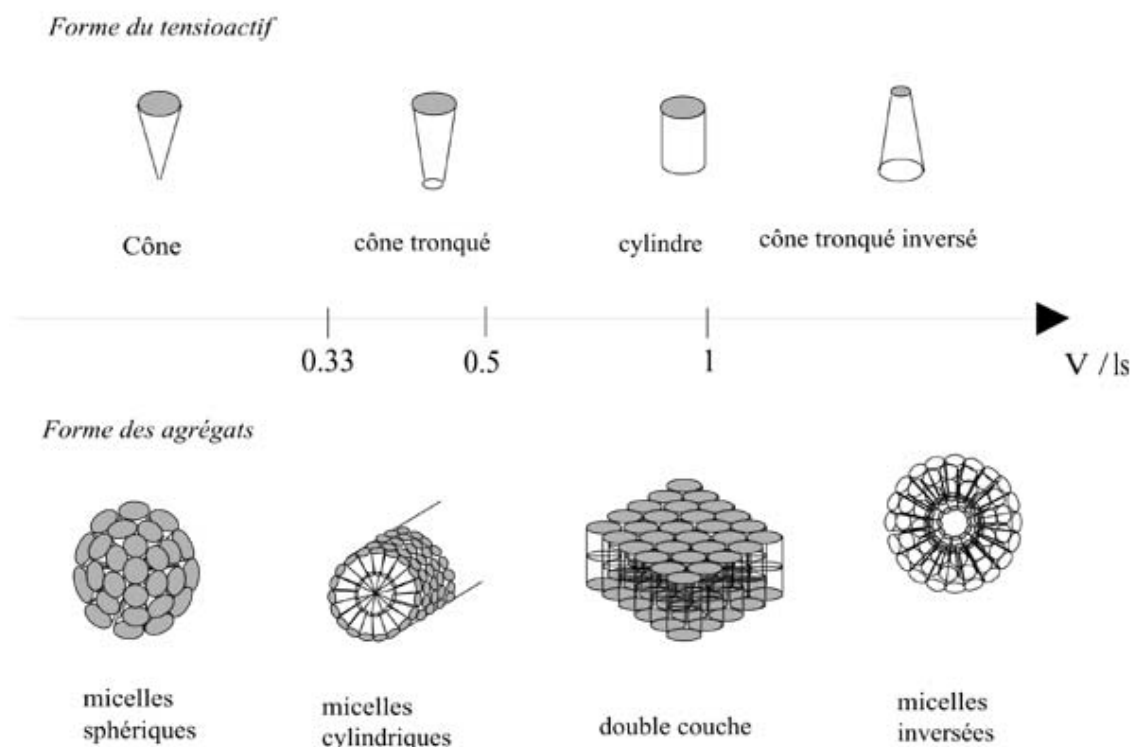 Forme du tensioactif
Cône
cône tronqué
cylindre
cône tronqué inversé
0.33
0.5
1
V / ls
Forme des agrégats
micelles
sphériques
micelles
cylindriques
double couche
micelles
inversées